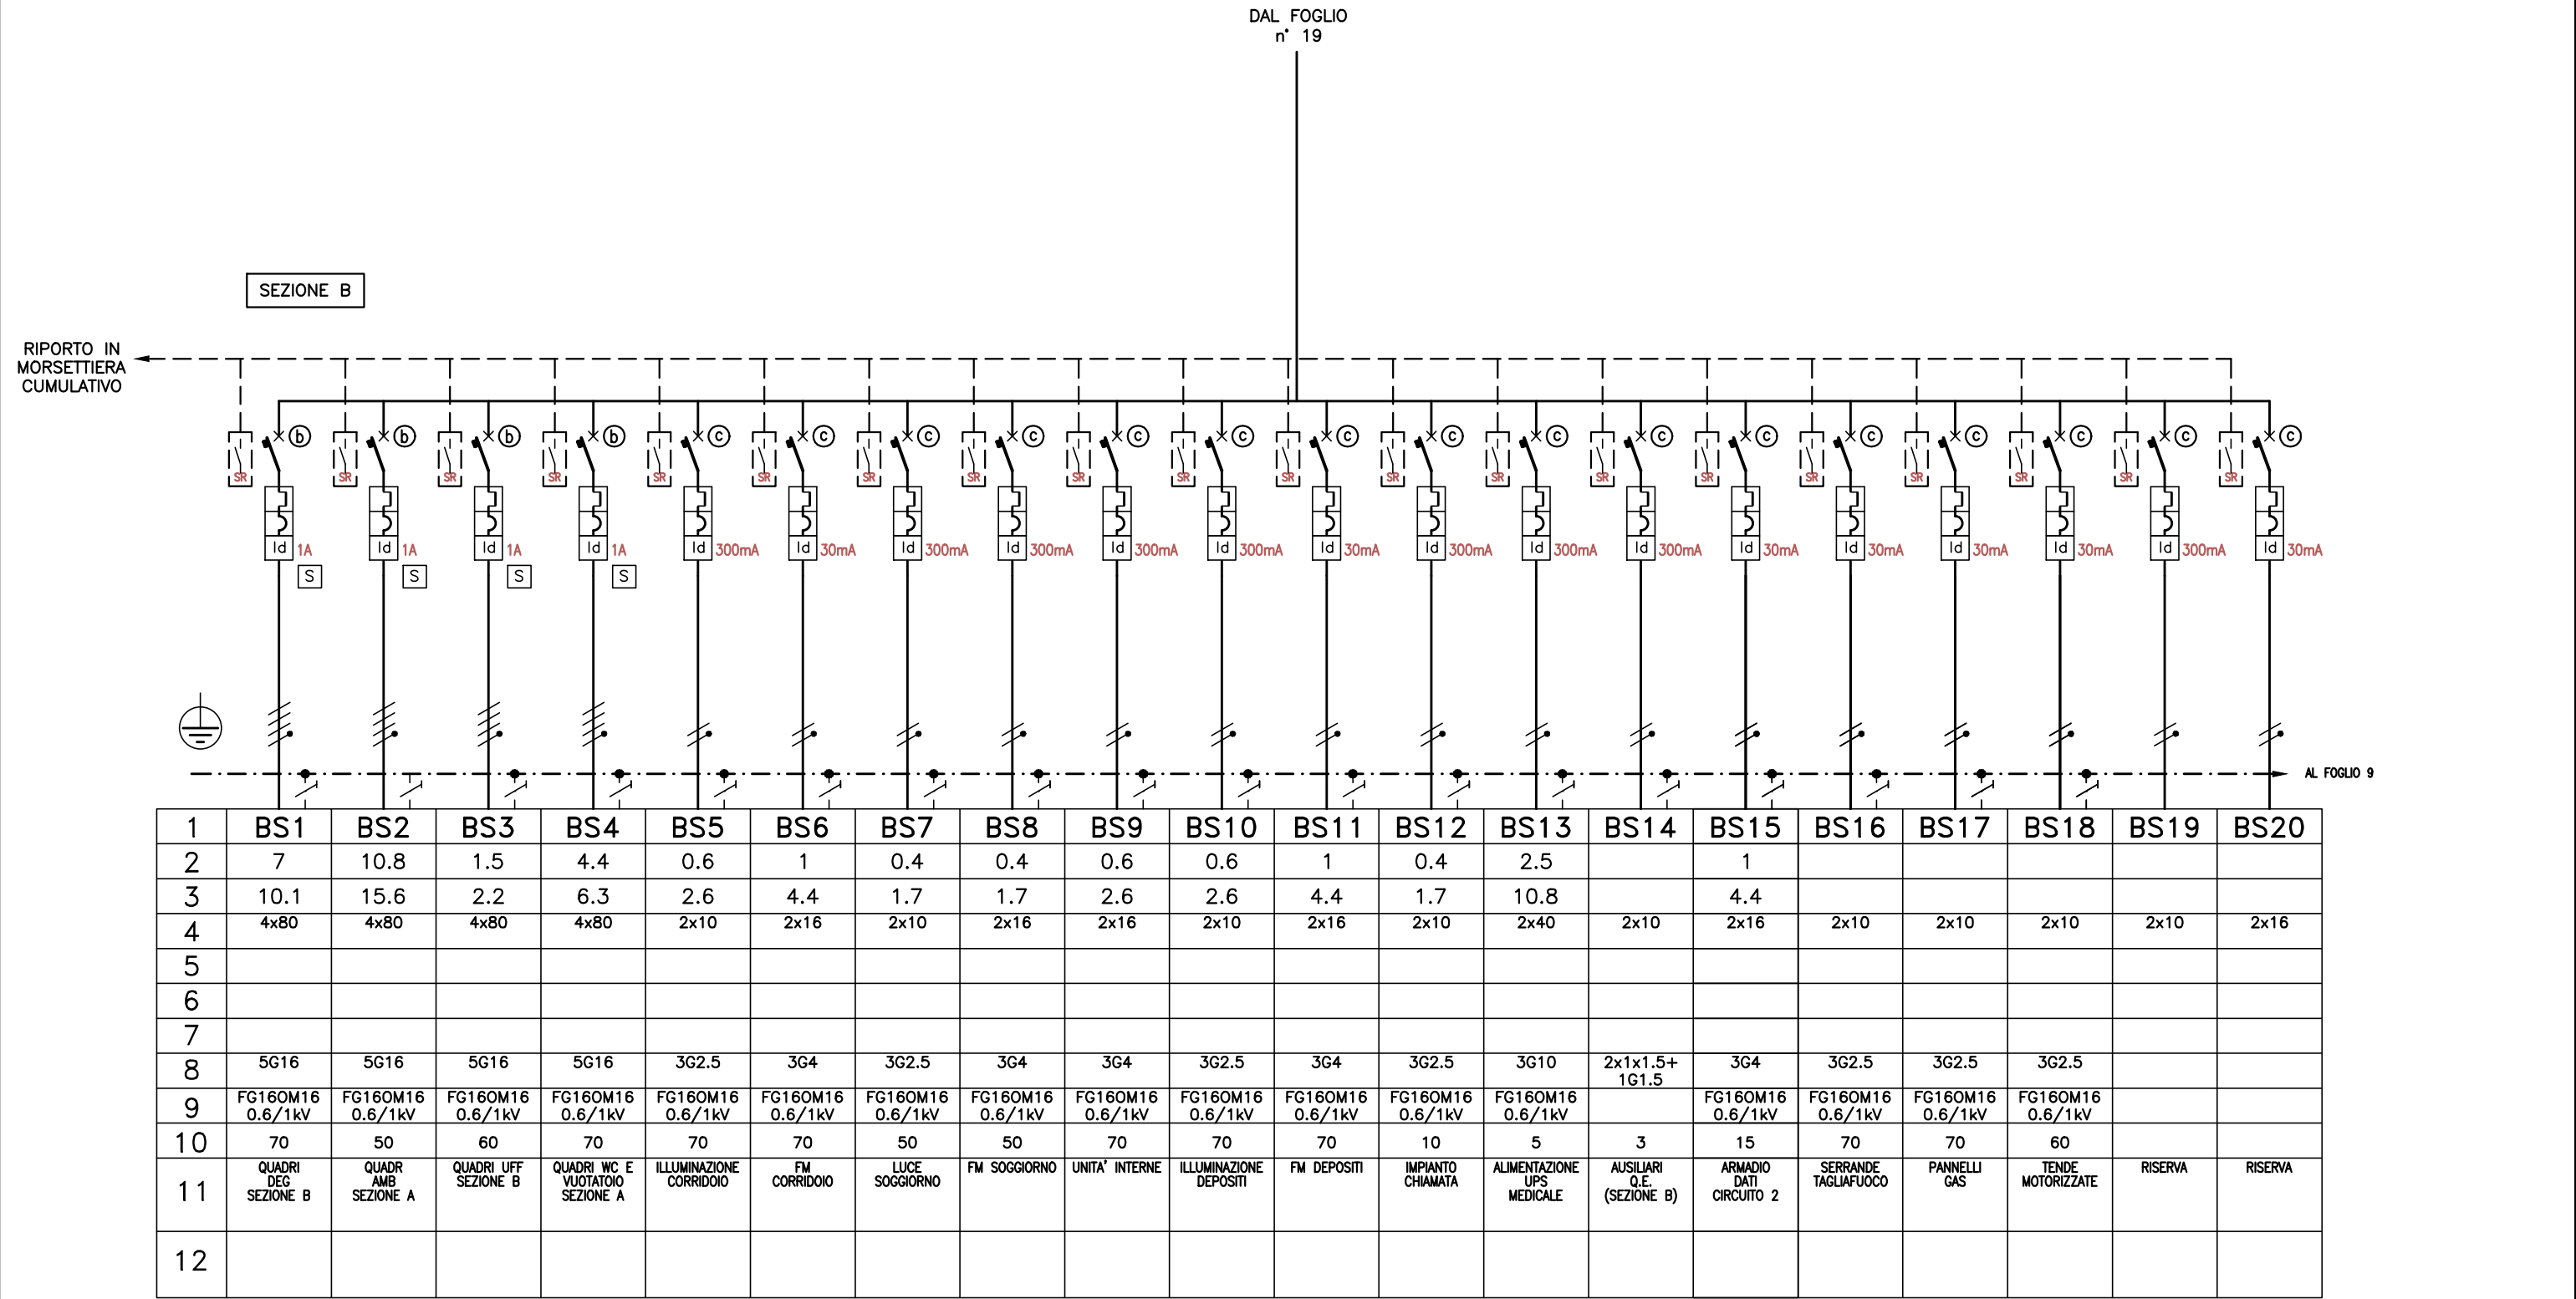 DAL FOGLIO
n° 19
SEZIONE B
RIPORTO IN
MORSETTIERA
CUMULATIVO
b b b b c c c c c c c c c c c c c c c c
SR SR SR SR SR SR SR SR SR SR SR SR SR SR SR SR SR SR SR SR
Id 1A Id 1A Id 1A Id 1A Id 300mA Id 30mA Id 300mA Id 300mA Id 300mA Id 300mA Id 30mA Id 300mA Id 300mA Id 300mA Id 30mA Id 30mA Id 30mA Id 30mA Id 300mA Id 30mA
S S S S
AL FOGLIO 9
1 BS1 BS2 BS3 BS4 BS5 BS6 BS7 BS8 BS9 BS10 BS11 BS12 BS13 BS14 BS15 BS16 BS17 BS18 BS19 BS20
2 7 10.8 1.5 4.4 0.6 1 0.4 0.4 0.6 0.6 1 0.4 2.5 1
3 10.1 15.6 2.2 6.3 2.6 4.4 1.7 1.7 2.6 2.6 4.4 1.7 10.8 4.4
4 4x80 4x80 4x80 4x80 2x10 2x16 2x10 2x16 2x16 2x10 2x16 2x10 2x40 2x10 2x16 2x10 2x10 2x10 2x10 2x16
5
6
7
8 5G16 5G16 5G16 5G16 3G2.5 3G4 3G2.5 3G4 3G4 3G2.5 3G4 3G2.5 3G10 2x1x1.5+ 3G4 3G2.5 3G2.5 3G2.5
1G1.5
9 FG16OM16 FG16OM16 FG16OM16 FG16OM16 FG16OM16 FG16OM16 FG16OM16 FG16OM16 FG16OM16 FG16OM16 FG16OM16 FG16OM16 FG16OM16 FG16OM16 FG16OM16 FG16OM16 FG16OM16
0.6/1kV 0.6/1kV 0.6/1kV 0.6/1kV 0.6/1kV 0.6/1kV 0.6/1kV 0.6/1kV 0.6/1kV 0.6/1kV 0.6/1kV 0.6/1kV 0.6/1kV 0.6/1kV 0.6/1kV 0.6/1kV 0.6/1kV
10 70 50 60 70 70 70 50 50 70 70 70 10 5 3 15 70 70 60
11
QUADRI
DEG
SEZIONE B
QUADR
AMB
SEZIONE A
QUADRI UFF
SEZIONE B
QUADRI WC E
VUOTATOIO
SEZIONE A
ILLUMINAZIONE
CORRIDOIO
FM
CORRIDOIO
LUCE
SOGGIORNO
FM SOGGIORNO
UNITA' INTERNE
ILLUMINAZIONE
DEPOSITI
FM DEPOSITI
IMPIANTO
CHIAMATA
ALIMENTAZIONE
UPS
MEDICALE
AUSILIARI
Q.E.
(SEZIONE B)
ARMADIO
DATI
CIRCUITO 2
SERRANDE
TAGLIAFUOCO
PANNELLI
GAS
TENDE
MOTORIZZATE
RISERVA
RISERVA
12